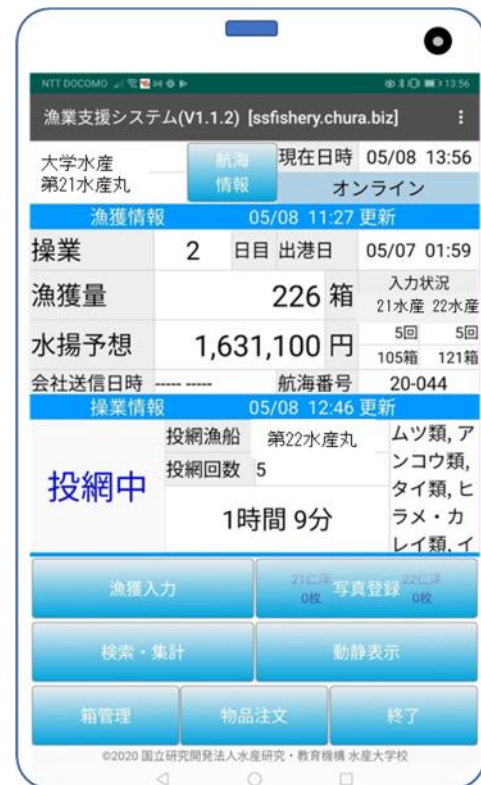 NTT DOCOMO 13:56
漁業支援システム(V1.1.2) [ssfishery.chura.biz]
大学水産
第21水産丸
航海
情報
現在日時 05/08 13:56
オンライン
漁獲情報 05/08 11:27 更新
操業 2 日目 出港日 05/07 01:59
漁獲量 226 箱
入力状況
21水産 22水産
水揚予想 1,631,100 円
5回 5回
105箱 121箱
会社送信日時 ----- ----- 航海番号 20-044
操業情報 05/08 12:46 更新
投網中
投網漁船 第22水産丸
投網回数 5
1時間 9分
ムツ類, ア
ンコウ類,
タイ類, ヒ
ラメ・カ
レイ類, イ
漁獲入力
21仁洋 0枚 写真登録 22仁洋 0枚
検索・集計 動静表示
箱管理 物品注文 終了
©2020 国立研究開発法人水産研究・教育機構 水産大学校